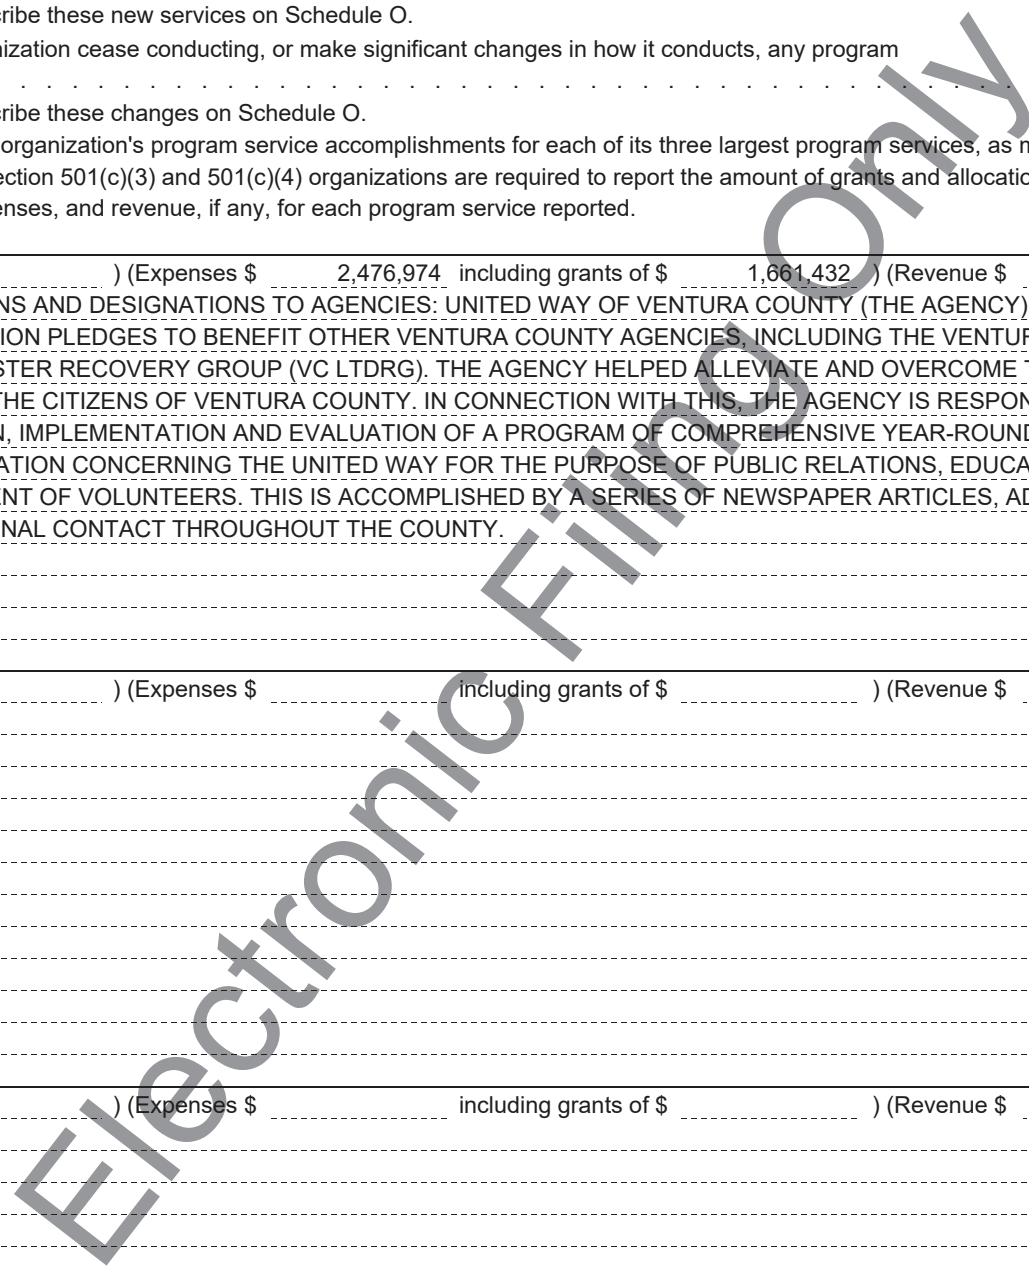 cribe these new services on Schedule O.
nization cease conducting, or make significant changes in how it conducts, any program
. . . . . . . . . . . . . . . . . . . . . . . . . . . . . . . . . . . . . .
cribe these changes on Schedule O.
organization's program service accomplishments for each of its three largest program services, as m
ection 501(c)(3) and 501(c)(4) organizations are required to report the amount of grants and allocatio
enses, and revenue, if any, for each program service reported.
) (Expenses $ 2,476,974 including grants of $ 1,661,432 ) (Revenue $
NS AND DESIGNATIONS TO AGENCIES: UNITED WAY OF VENTURA COUNTY (THE AGENCY)
ION PLEDGES TO BENEFIT OTHER VENTURA COUNTY AGENCIES, INCLUDING THE VENTUR
STER RECOVERY GROUP (VC LTDRG). THE AGENCY HELPED ALLEVIATE AND OVERCOME T
THE CITIZENS OF VENTURA COUNTY. IN CONNECTION WITH THIS, THE AGENCY IS RESPON
N, IMPLEMENTATION AND EVALUATION OF A PROGRAM OF COMPREHENSIVE YEAR-ROUND
ATION CONCERNING THE UNITED WAY FOR THE PURPOSE OF PUBLIC RELATIONS, EDUCA
ENT OF VOLUNTEERS. THIS IS ACCOMPLISHED BY A SERIES OF NEWSPAPER ARTICLES, AD
NAL CONTACT THROUGHOUT THE COUNTY.
) (Expenses $ including grants of $ ) (Revenue $
) (Expenses $ including grants of $ ) (Revenue $
Electronic Filing Only